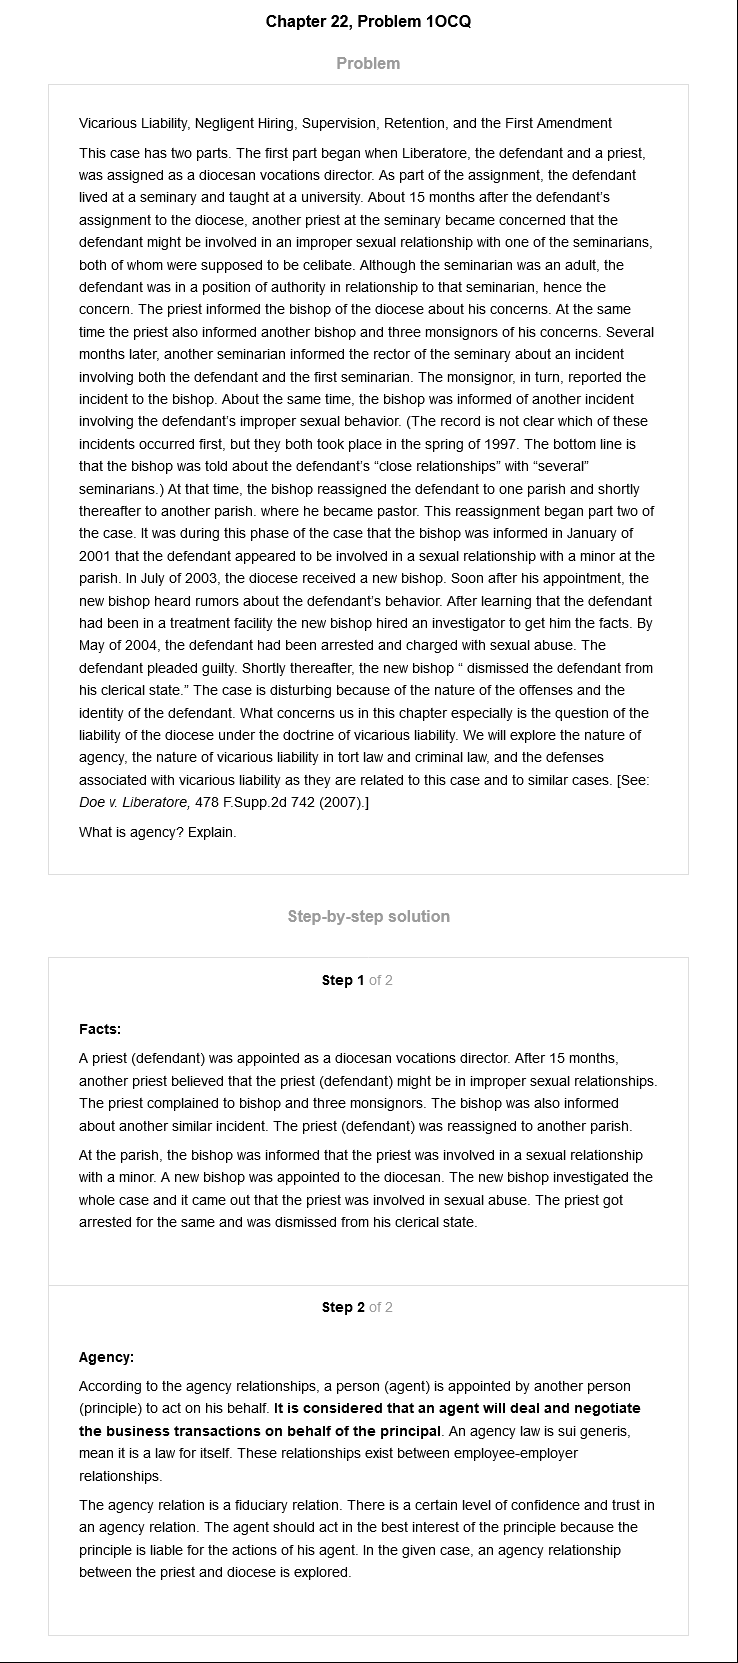 Chapter 22, Problem 1OCQ
Problem
Vicarious Liability, Negligent Hiring, Supervision, Retention, and the First Amendment
This case has two parts. The first part began when Liberatore, the defendant and a priest,
was assigned as a diocesan vocations director. As part of the assignment, the defendant
lived at a seminary and taught at a university. About 15 months after the defendant's
assignment to the diocese, another priest at the seminary became concerned that the
defendant might be involved in an improper sexual relationship with one of the seminarians,
both of whom were supposed to be celibate. Although the seminarian was an adult, the
defendant was in a position of authority in relationship to that seminarian, hence the
concern. The priest informed the bishop of the diocese about his concerns. At the same
time the priest also informed another bishop and three monsignors of his concerns. Several
months later, another seminarian informed the rector of the seminary about an incident
involving both the defendant and the first seminarian. The monsignor, in turn, reported the
incident to the bishop. About the same time, the bishop was informed of another incident
involving the defendant's improper sexual behavior. (The record is not clear which of these
incidents occurred first, but they both took place in the spring of 1997. The bottom line is
that the bishop was told about the defendant's “close relationships” with “several”
seminarians.) At that time, the bishop reassigned the defendant to one parish and shortly
thereafter to another parish. where he became pastor. This reassignment began part two of
the case. It was during this phase of the case that the bishop was informed in January of
2001 that the defendant appeared to be involved in a sexual relationship with a minor at the
parish. In July of 2003, the diocese received a new bishop. Soon after his appointment, the
new bishop heard rumors about the defendant's behavior. After learning that the defendant
had been in a treatment facility the new bishop hired an investigator to get him the facts. By
May of 2004, the defendant had been arrested and charged with sexual abuse. The
defendant pleaded guilty. Shortly thereafter, the new bishop “ dismissed the defendant from
his clerical state.” The case is disturbing because of the nature of the offenses and the
identity of the defendant. What concerns us in this chapter especially is the question of the
liability of the diocese under the doctrine of vicarious liability. We will explore the nature of
agency, the nature of vicarious liability in tort law and criminal law, and the defenses
associated with vicarious liability as they are related to this case and to similar cases. [See:
Doe v. Liberatore, 478 F.Supp.2d 742 (2007).]
What is agency? Explain.
Step-by-step solution
Step 1 of 2
Facts:
A priest (defendant) was appointed as a diocesan vocations director. After 15 months,
another priest believed that the priest (defendant) might be in improper sexual relationships.
The priest complained to bishop and three monsignors. The bishop was also informed
about another similar incident. The priest (defendant) was reassigned to another parish.
At the parish, the bishop was informed that the priest was involved in a sexual relationship
with a minor. A new bishop was appointed to the diocesan. The new bishop investigated the
whole case and it came out that the priest was involved in sexual abuse. The priest got
arrested for the same and was dismissed from his clerical state.
Step 2 of 2
Agency:
According to the agency relationships, a person (agent) is appointed by another person
(principle) to act on his behalf. It is considered that an agent will deal and negotiate
the business transactions on behalf of the principal. An agency law is sui generis,
mean it is a law for itself. These relationships exist between employee-employer
relationships.
The agency relation is a fiduciary relation. There is a certain level of confidence and trust in
an agency relation. The agent should act in the best interest of the principle because the
principle is liable for the actions of his agent. In the given case, an agency relationship
between the priest and diocese is explored.